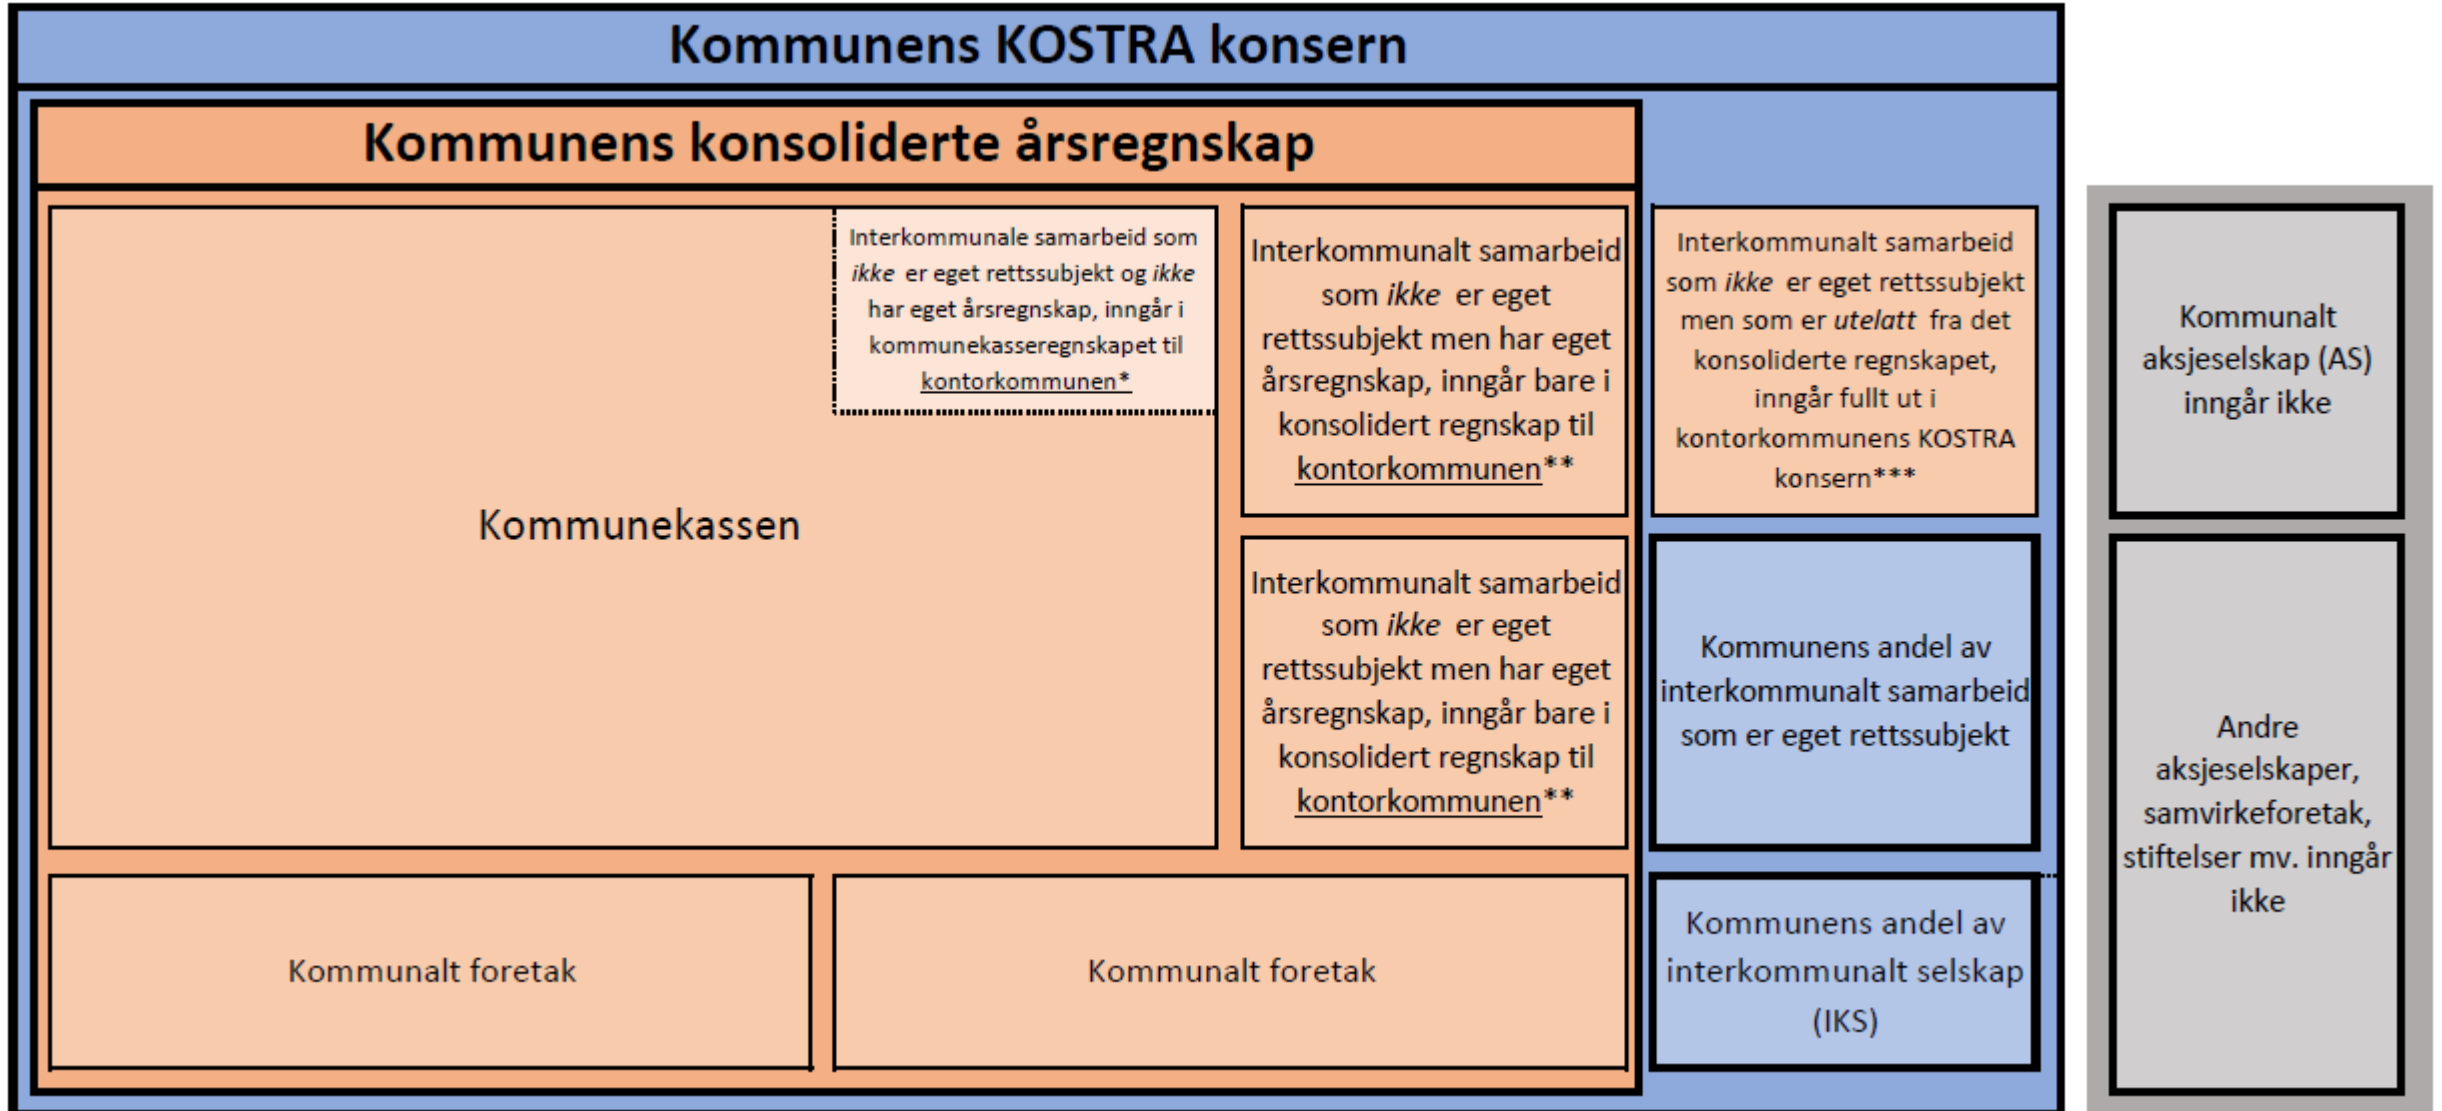 Kommunens KOSTRA konsern
Kommunens konsoliderte årsregnskap
Kommunekassen
Interkommunale samarbeid som
ikke er eget rettssubjekt og ikke
har eget årsregnskap, inngår i
kommunekasseregnskapet til
kontorkommunen*
Interkommunalt samarbeid
som ikke er eget
rettssubjekt men har eget
årsregnskap, inngår bare i
konsolidert regnskap til
kontorkommunen**
Interkommunalt samarbeid
som ikke er eget
rettssubjekt men har eget
årsregnskap, inngår bare i
konsolidert regnskap til
kontorkommunen**
Kommunalt foretak
Kommunalt foretak
Interkommunalt samarbeid
som ikke er eget rettssubjekt
men som er utelatt fra det
konsoliderte regnskapet,
inngår fullt ut i
kontorkommunens KOSTRA
konsern***
Kommunens andel av
interkommunalt samarbeid
som er eget rettssubjekt
Kommunens andel av
interkommunalt selskap
(IKS)
Kommunalt
aksjeselskap (AS)
inngår ikke
Andre
aksjeselskaper,
samvirkeforetak,
stiftelser mv. inngår
ikke